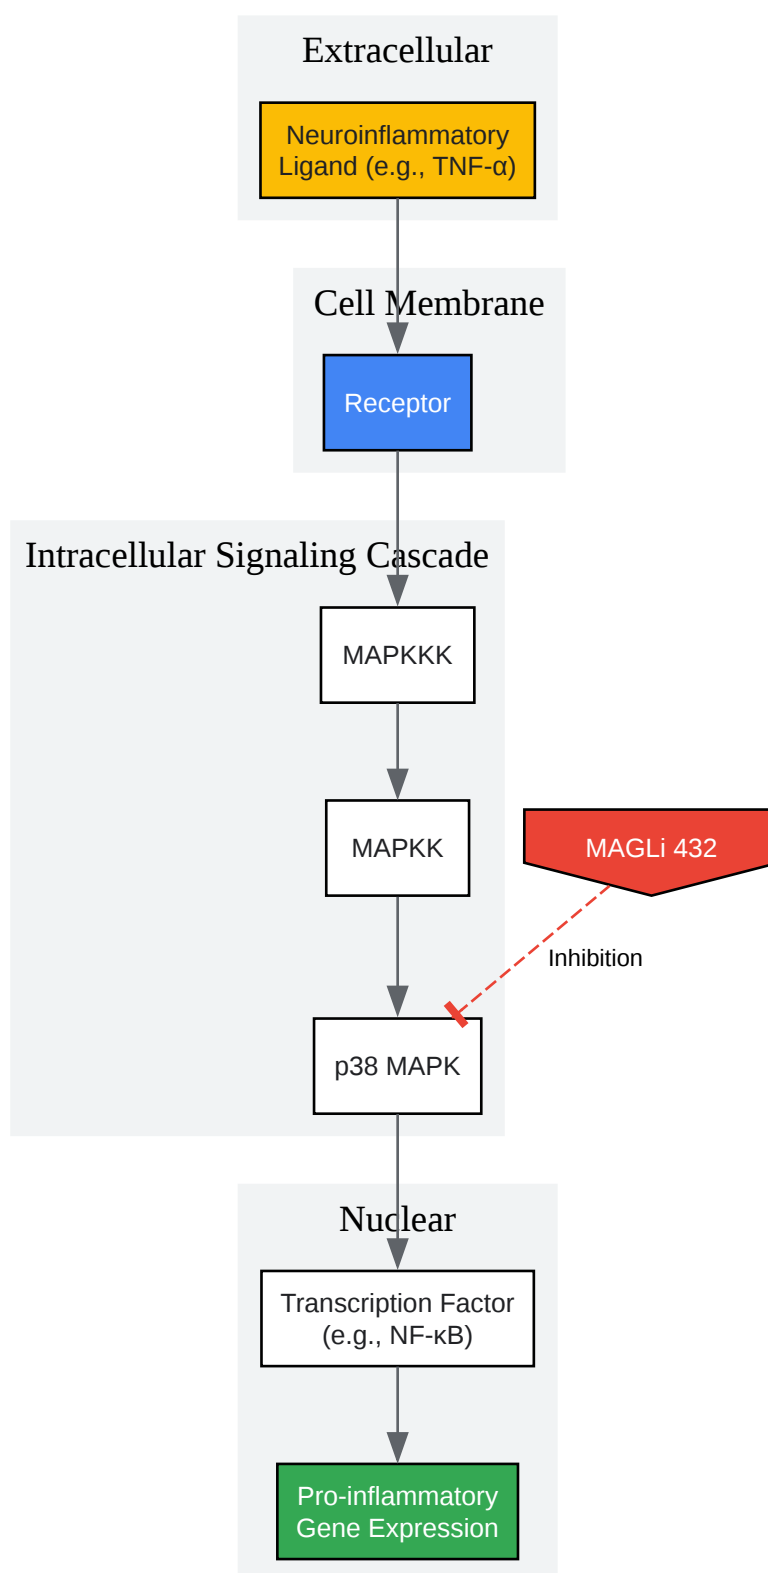 Extracellular
Neuroinflammatory
Ligand (e.g., TNF-α)
Cell Membrane
Receptor
Intracellular Signaling Cascade
MAPKKK
MAPKK
MAGLi 432
Inhibition
p38 MAPK
Nuclear
Transcription Factor
(e.g., NF-κB)
Pro-inflammatory
Gene Expression